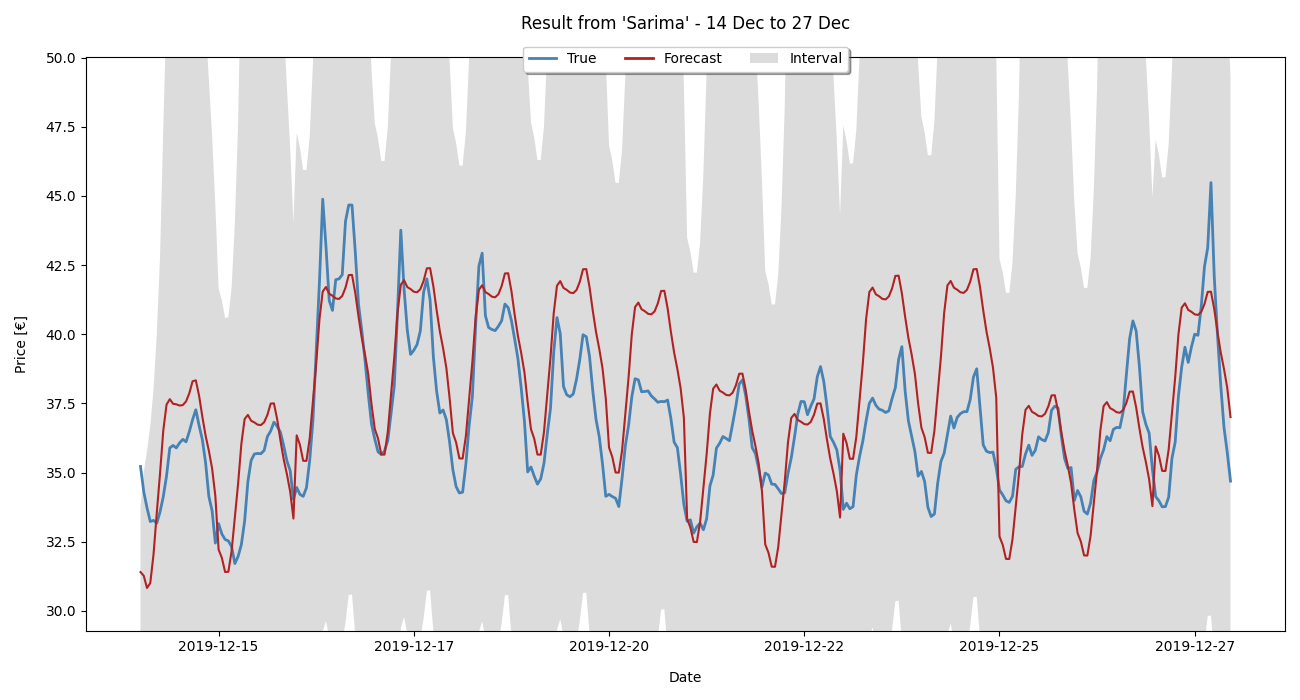 Result from 'Sarima' - 14 Dec to 27 Dec
True Forecast Interval
50.0
47.5
45.0
42.5
40.0
37.5
35.0
32.5
30.0
Price [€]
2019-12-15 2019-12-17 2019-12-20 2019-12-22 2019-12-25 2019-12-27
Date